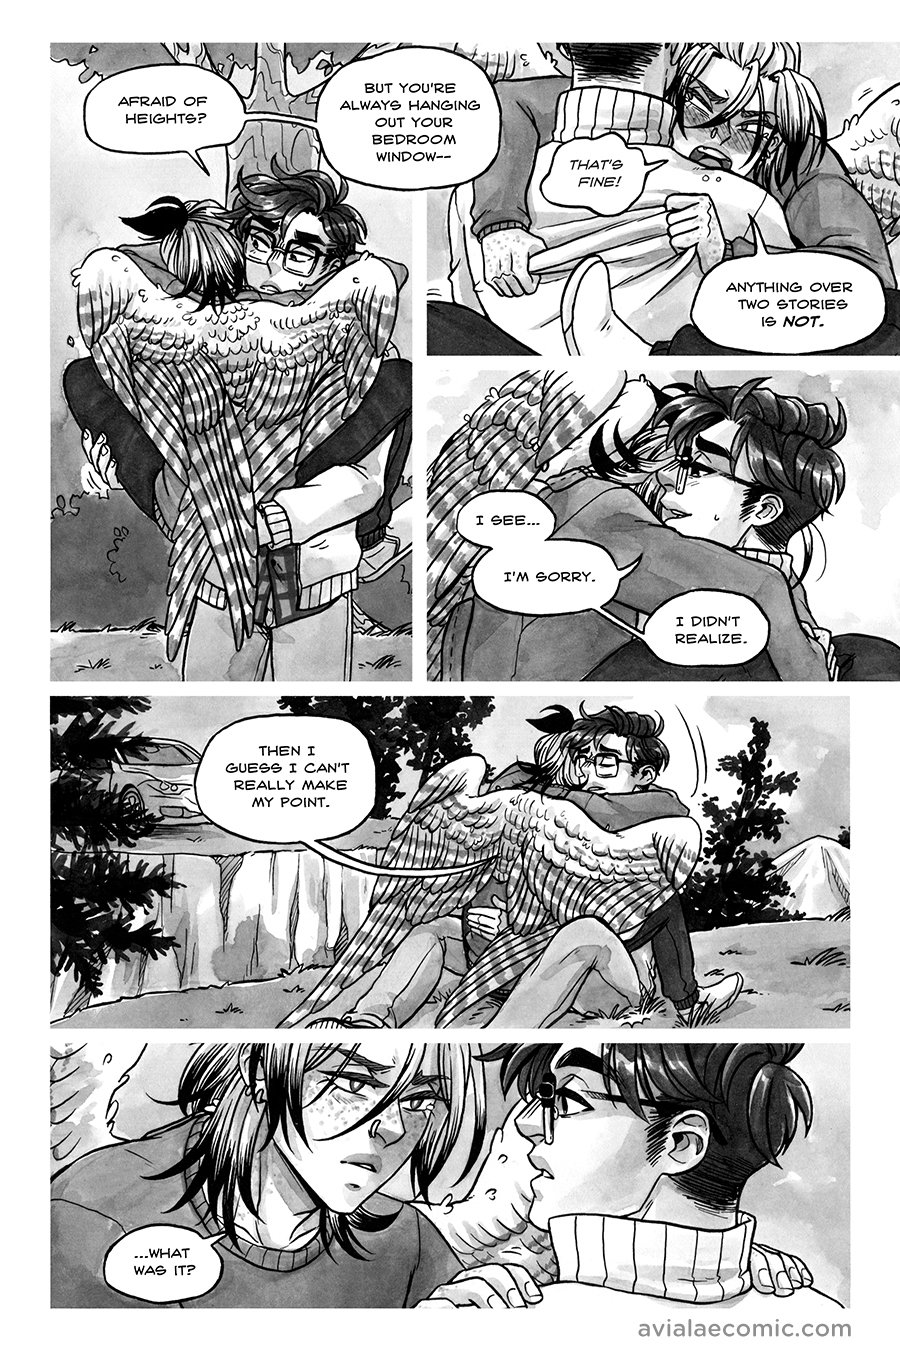 AFRAID OF
HEIGHTS?
BUT YOU'RE
ALWAYS HANGING
OUT YOUR
BEDROOM
WINDOW--
THAT'S
FINE!
ANYTHING OVER
TWO STORIES
IS NOT.
I SEE...
I'M SORRY.
I DIDN'T
REALIZE.
THEN I
GUESS I CAN'T
REALLY MAKE
MY POINT.
...WHAT
WAS IT?
avialaecomic.com